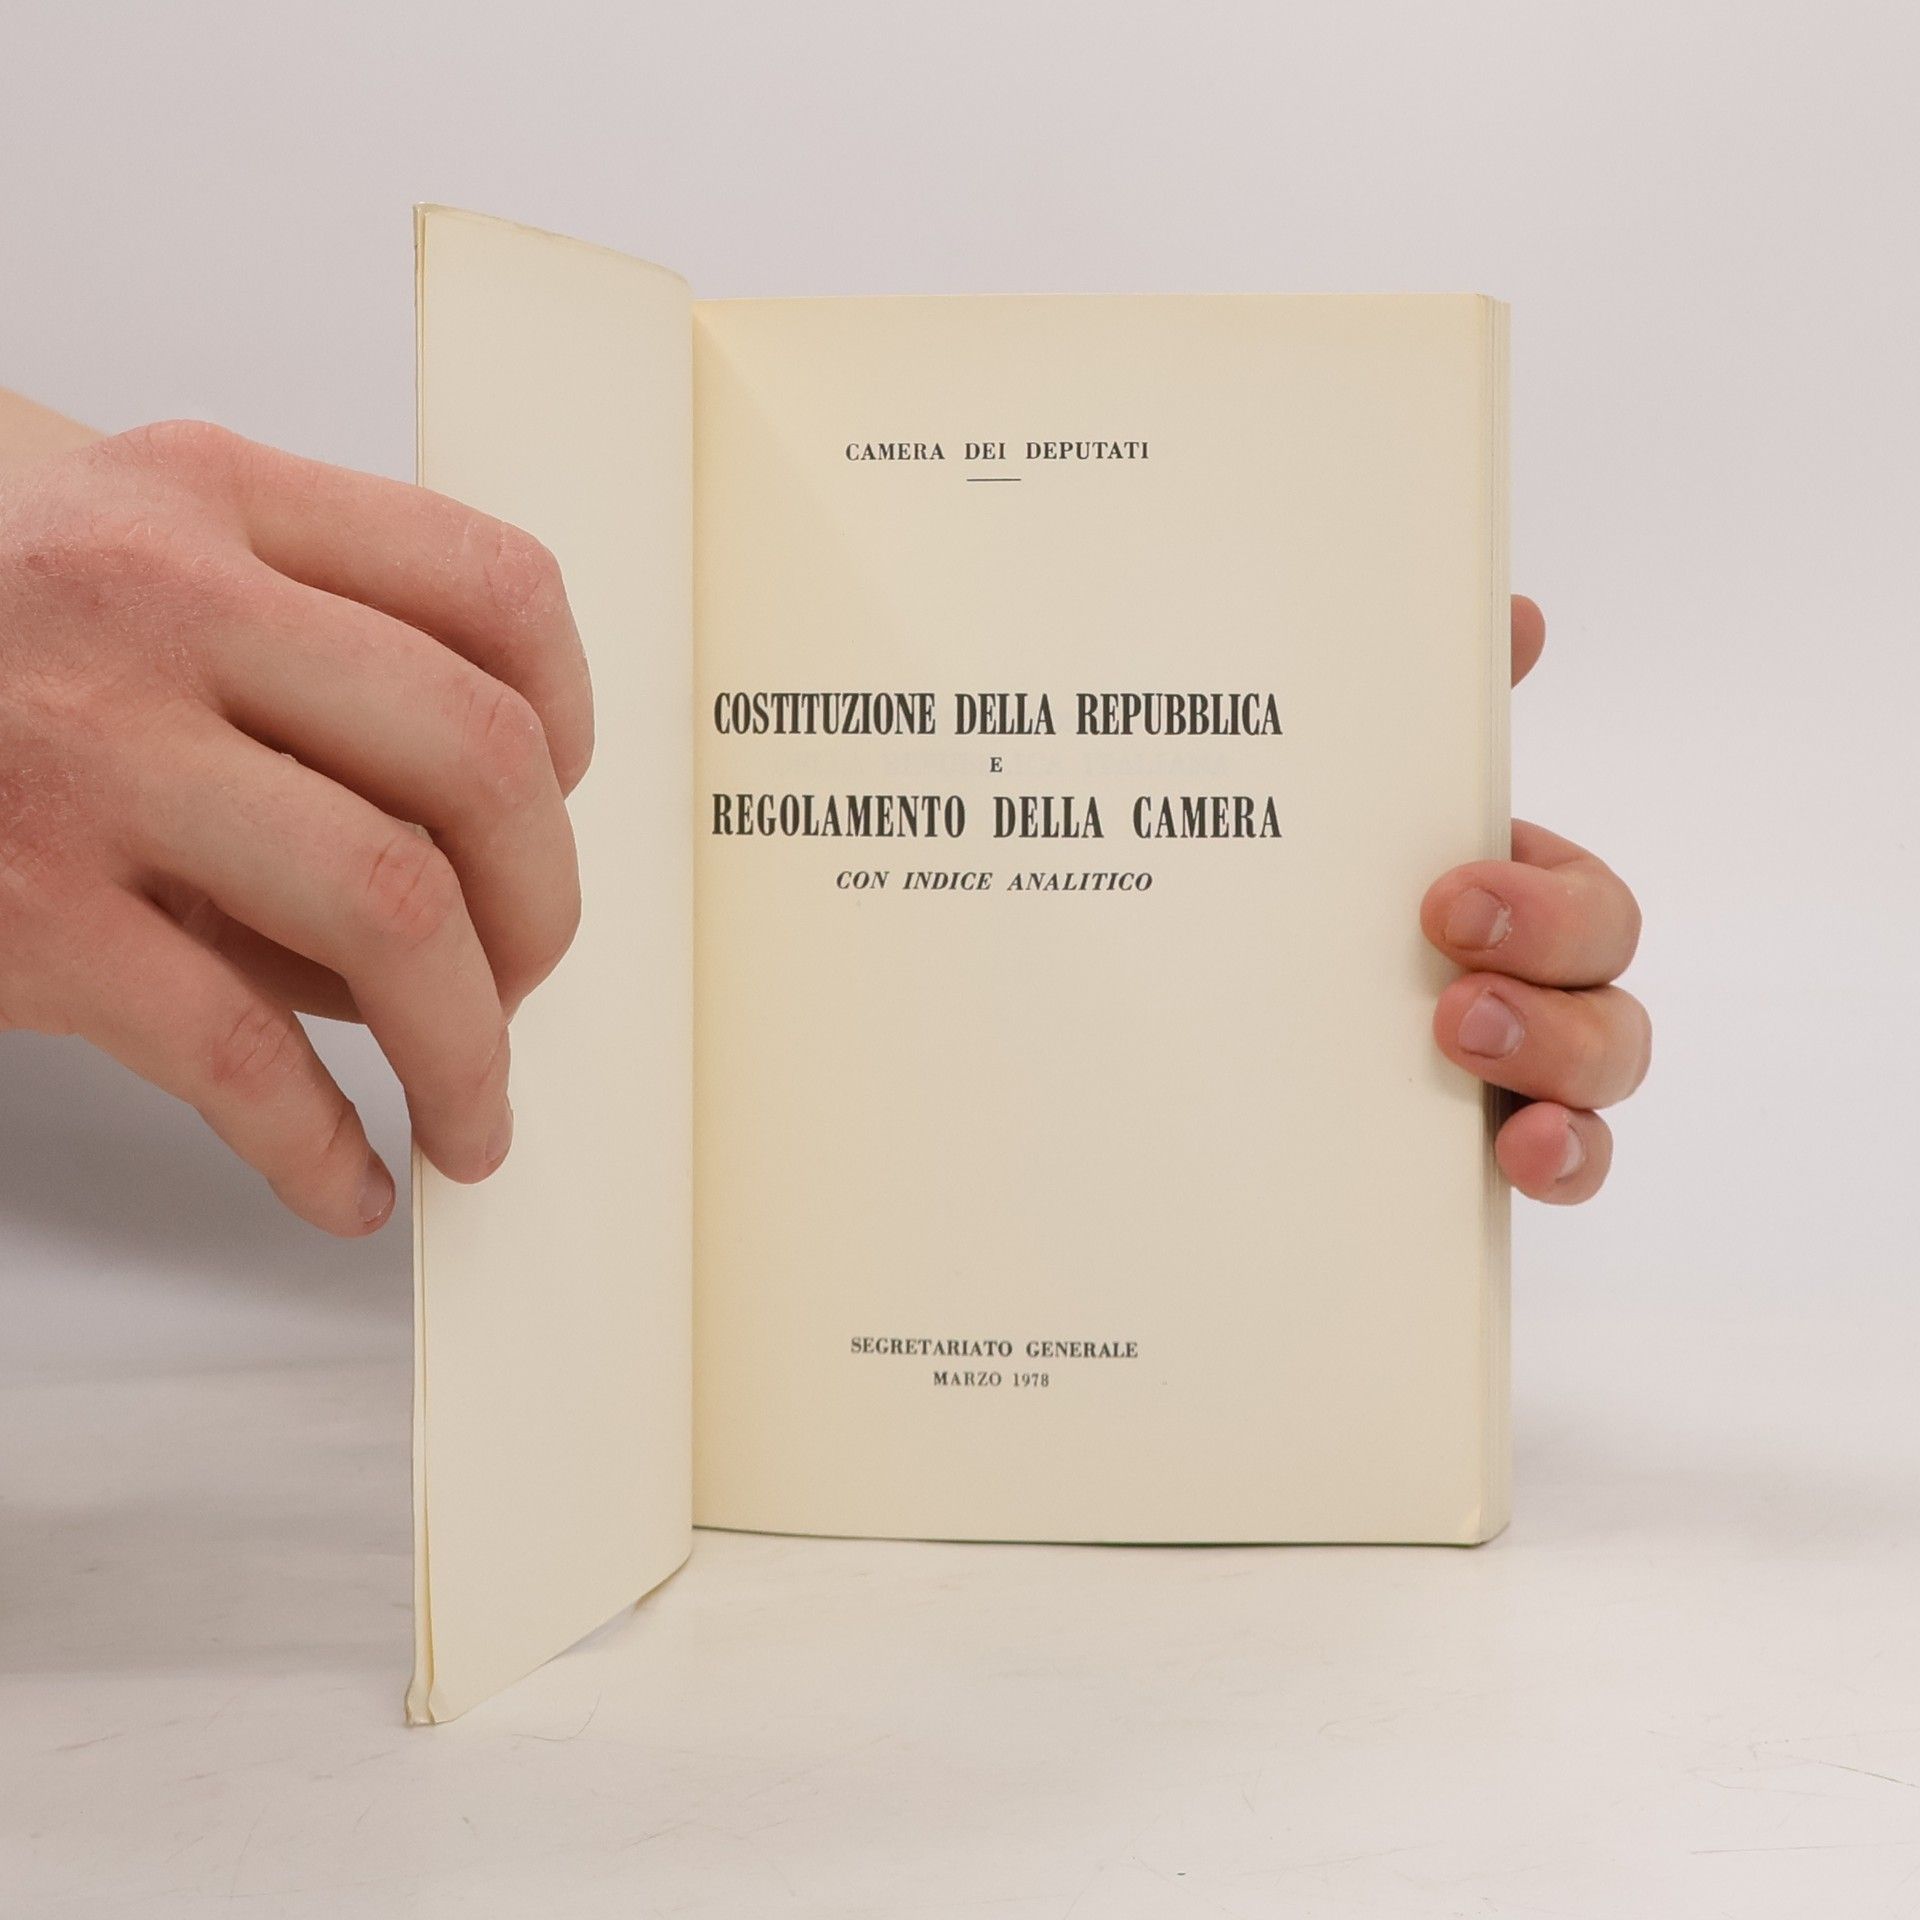 CAMERA DEI DEPUTATI
COSTITUZIONE DELLA REPUBBLICA
E
REGOLAMENTO DELLA CAMERA
CON INDICE ANALITICO
SEGRETARIATO GENERALE
MARZO 1978